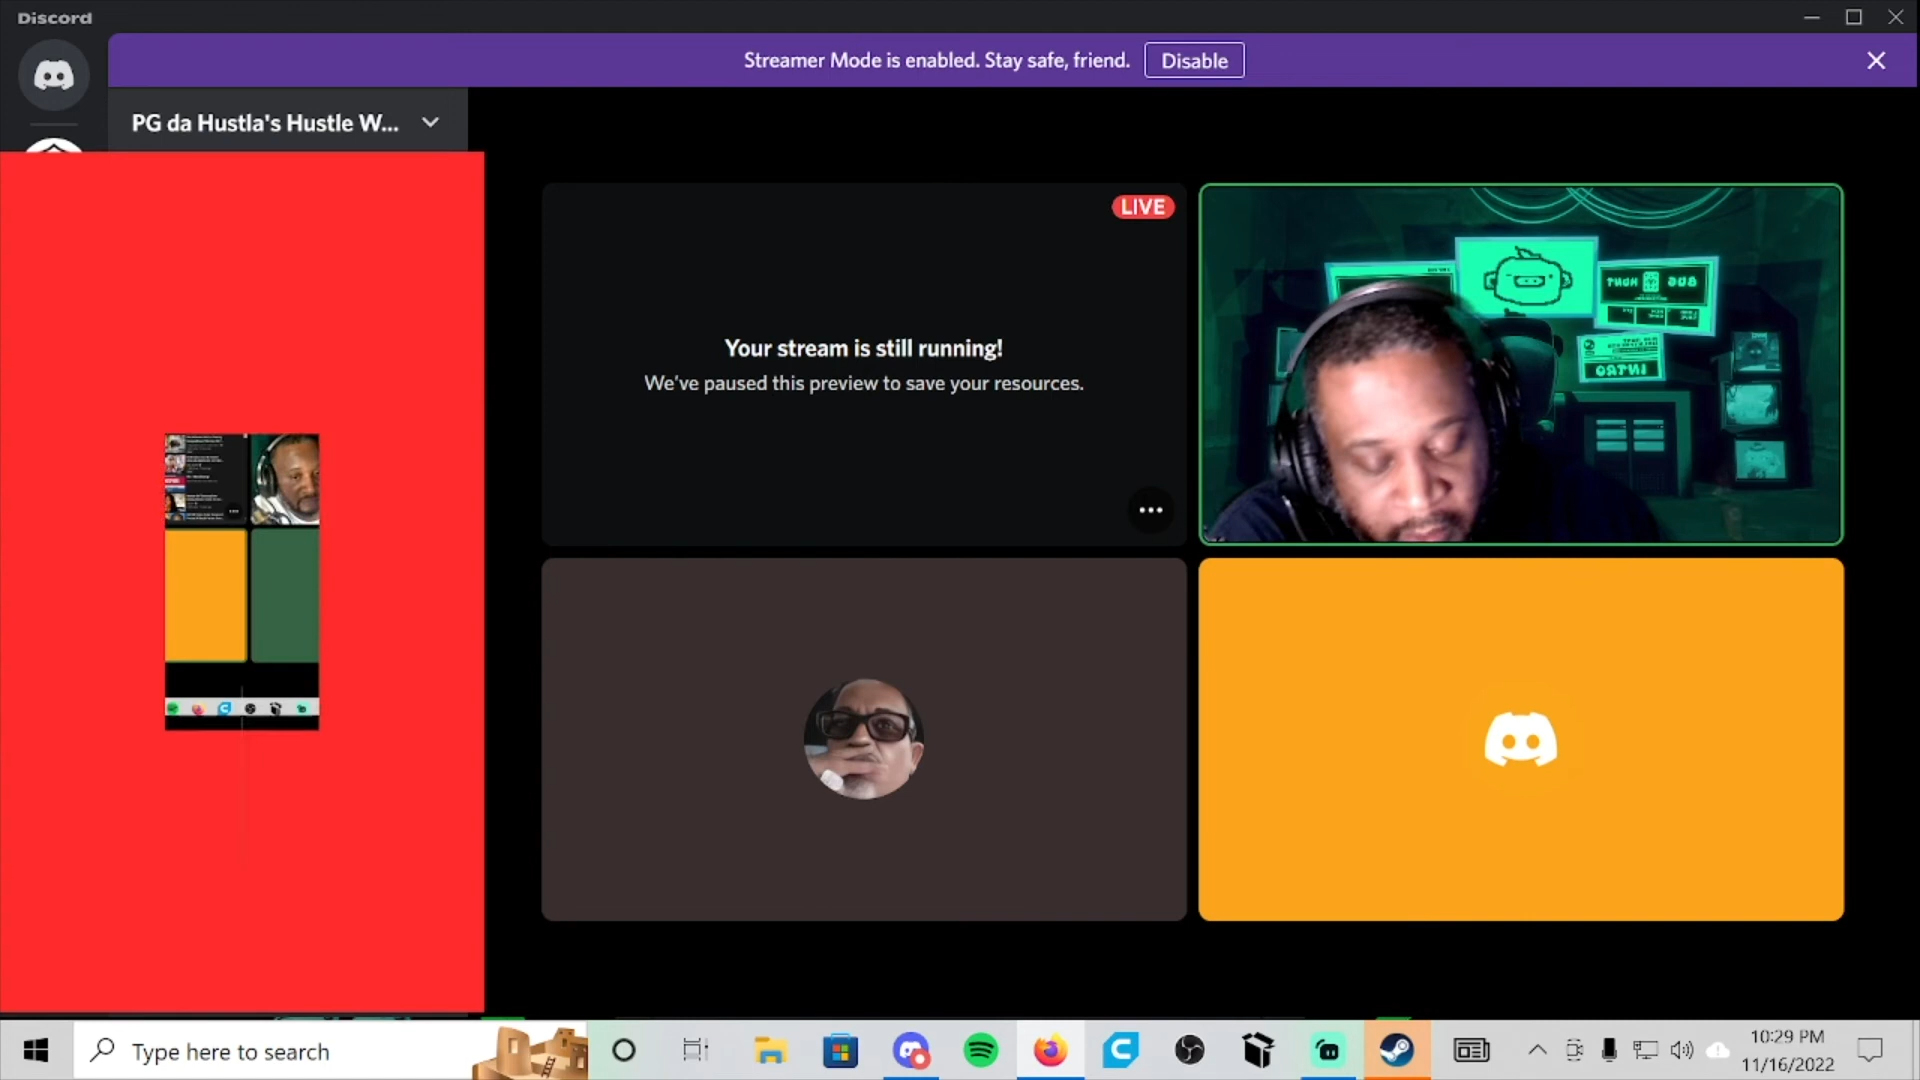 Discord
Streamer Mode is enabled. Stay safe, friend.
Disable
PG da Hustla's Hustle W...
LIVE
Your stream is still running!
We've paused this preview to save your resources.
Type here to search
10:29 PM
11/16/2022